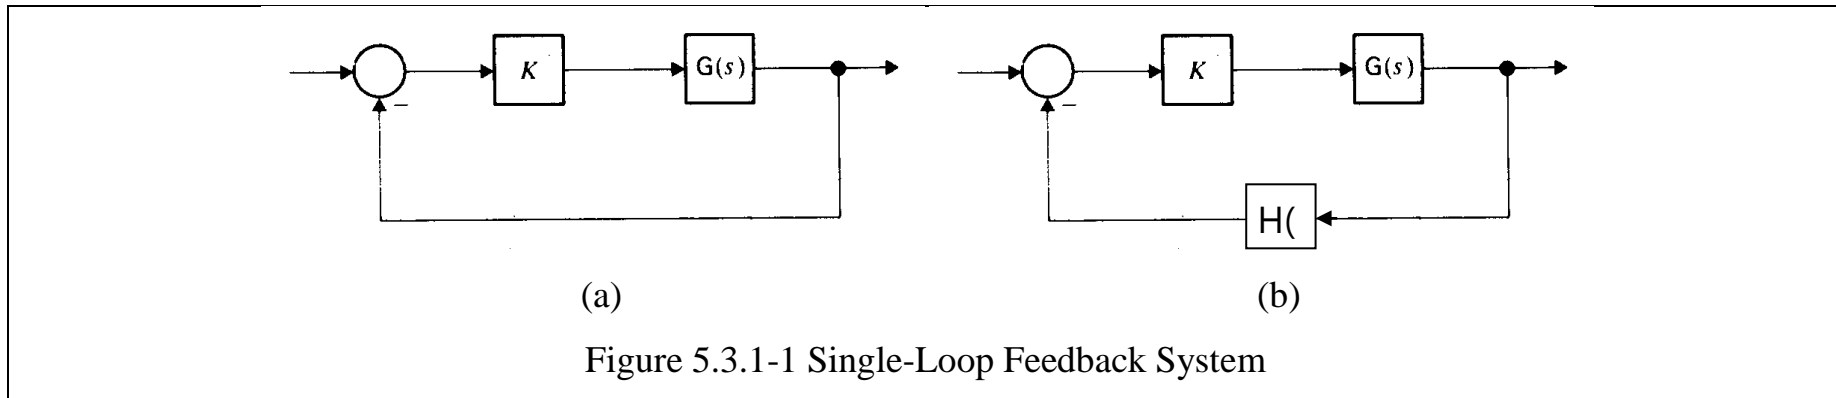 K G(s) K G(s)
−
−
H(
(a) (b)
Figure 5.3.1-1 Single-Loop Feedback System